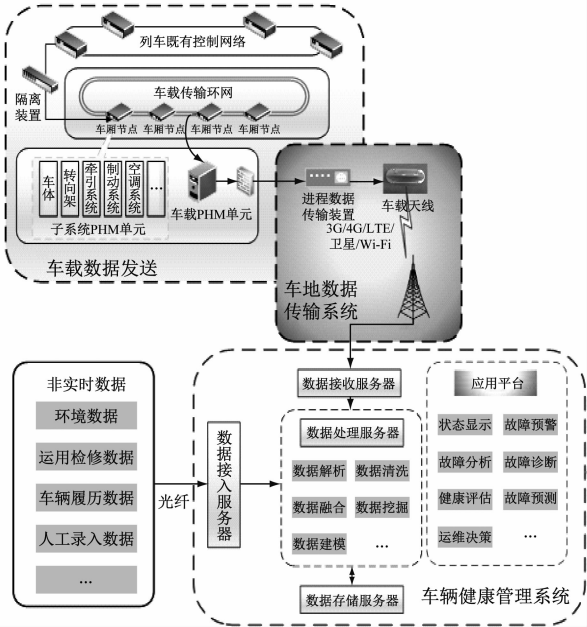 列车既有控制网络
隔离
装置
车载传输环网
车厢节点
车厢节点
车厢节点
车厢节点
车体
转向架
牵引系统
制动系统
空调系统
…
子系统PHM单元
车载PHM单元
车载数据发送
进程数据
传输装置
车载天线
3G/4G/LTE/
卫星/Wi-Fi
车地数据
传输系统
非实时数据
环境数据
运用检修数据
车辆履历数据
人工录入数据
…
光纤
数据接入服务器
数据接收服务器
数据处理服务器
数据解析
数据清洗
数据融合
数据挖掘
数据建模
…
数据存储服务器
应用平台
状态显示
故障预警
故障分析
故障诊断
健康评估
故障预测
运维决策
…
车辆健康管理系统